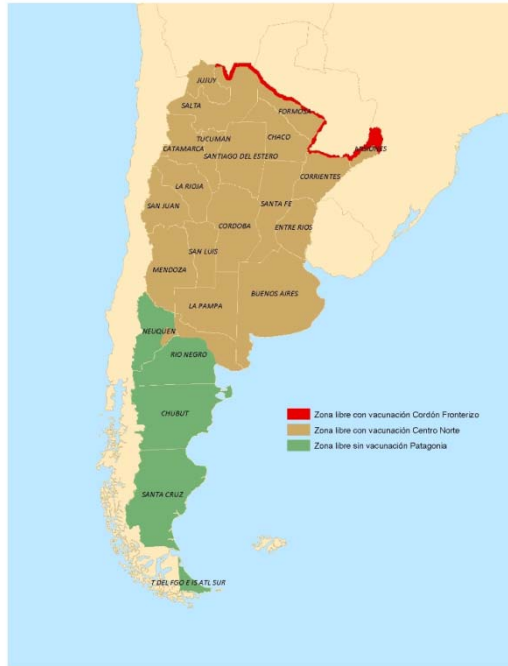 JUJUY
SALTA
FORMOSA
TUCUMAN
CHACO
CATAMARCA
SANTIAGO DEL ESTERO
MISIONES
CORRIENTES
LA RIOJA
SAN JUAN
SANTA FE
CORDOBA
ENTRE RIOS
SAN LUIS
MENDOZA
BUENOS AIRES
LA PAMPA
NEUQUEN
RIO NEGRO
CHUBUT
Zona libre con vacunación Cordón Fronterizo
Zona libre con vacunación Centro Norte
Zona libre sin vacunación Patagonia
SANTA CRUZ
T DEL FGO E IS ATL SUR